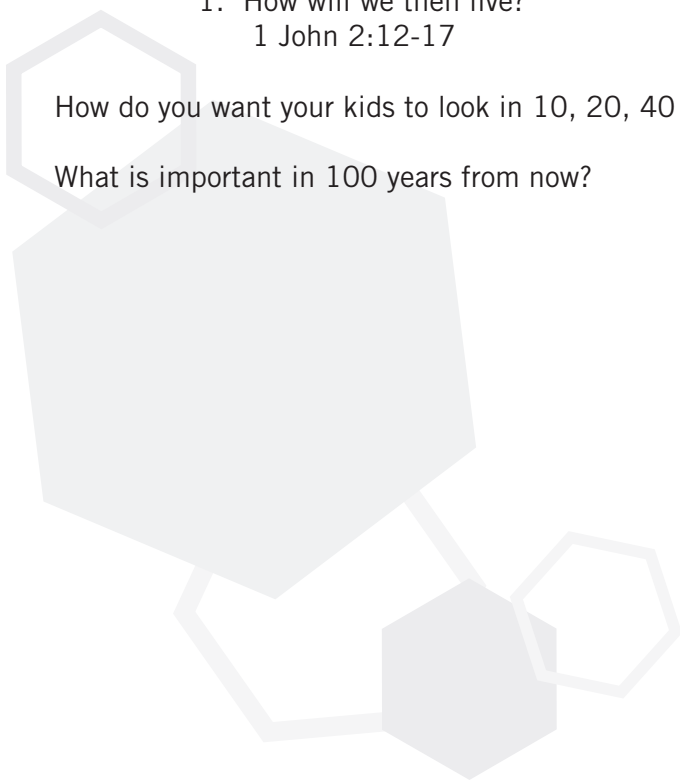 1. How will we then live?
1 John 2:12-17
How do you want your kids to look in 10, 20, 40
What is important in 100 years from now?